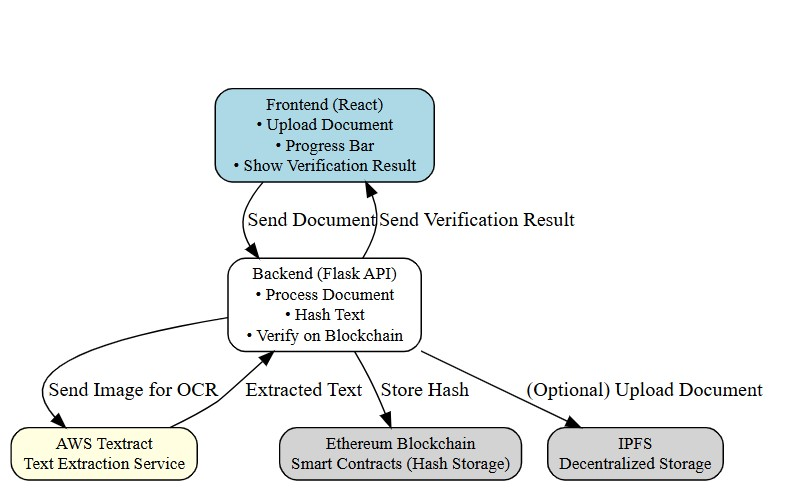 Frontend (React)
• Upload Document
• Progress Bar
• Show Verification Result
Send Document
Send Verification Result
Backend (Flask API)
• Process Document
• Hash Text
• Verify on Blockchain
Send Image for OCR
Extracted Text
Store Hash
(Optional) Upload Document
AWS Textract
Text Extraction Service
Ethereum Blockchain
Smart Contracts (Hash Storage)
IPFS
Decentralized Storage